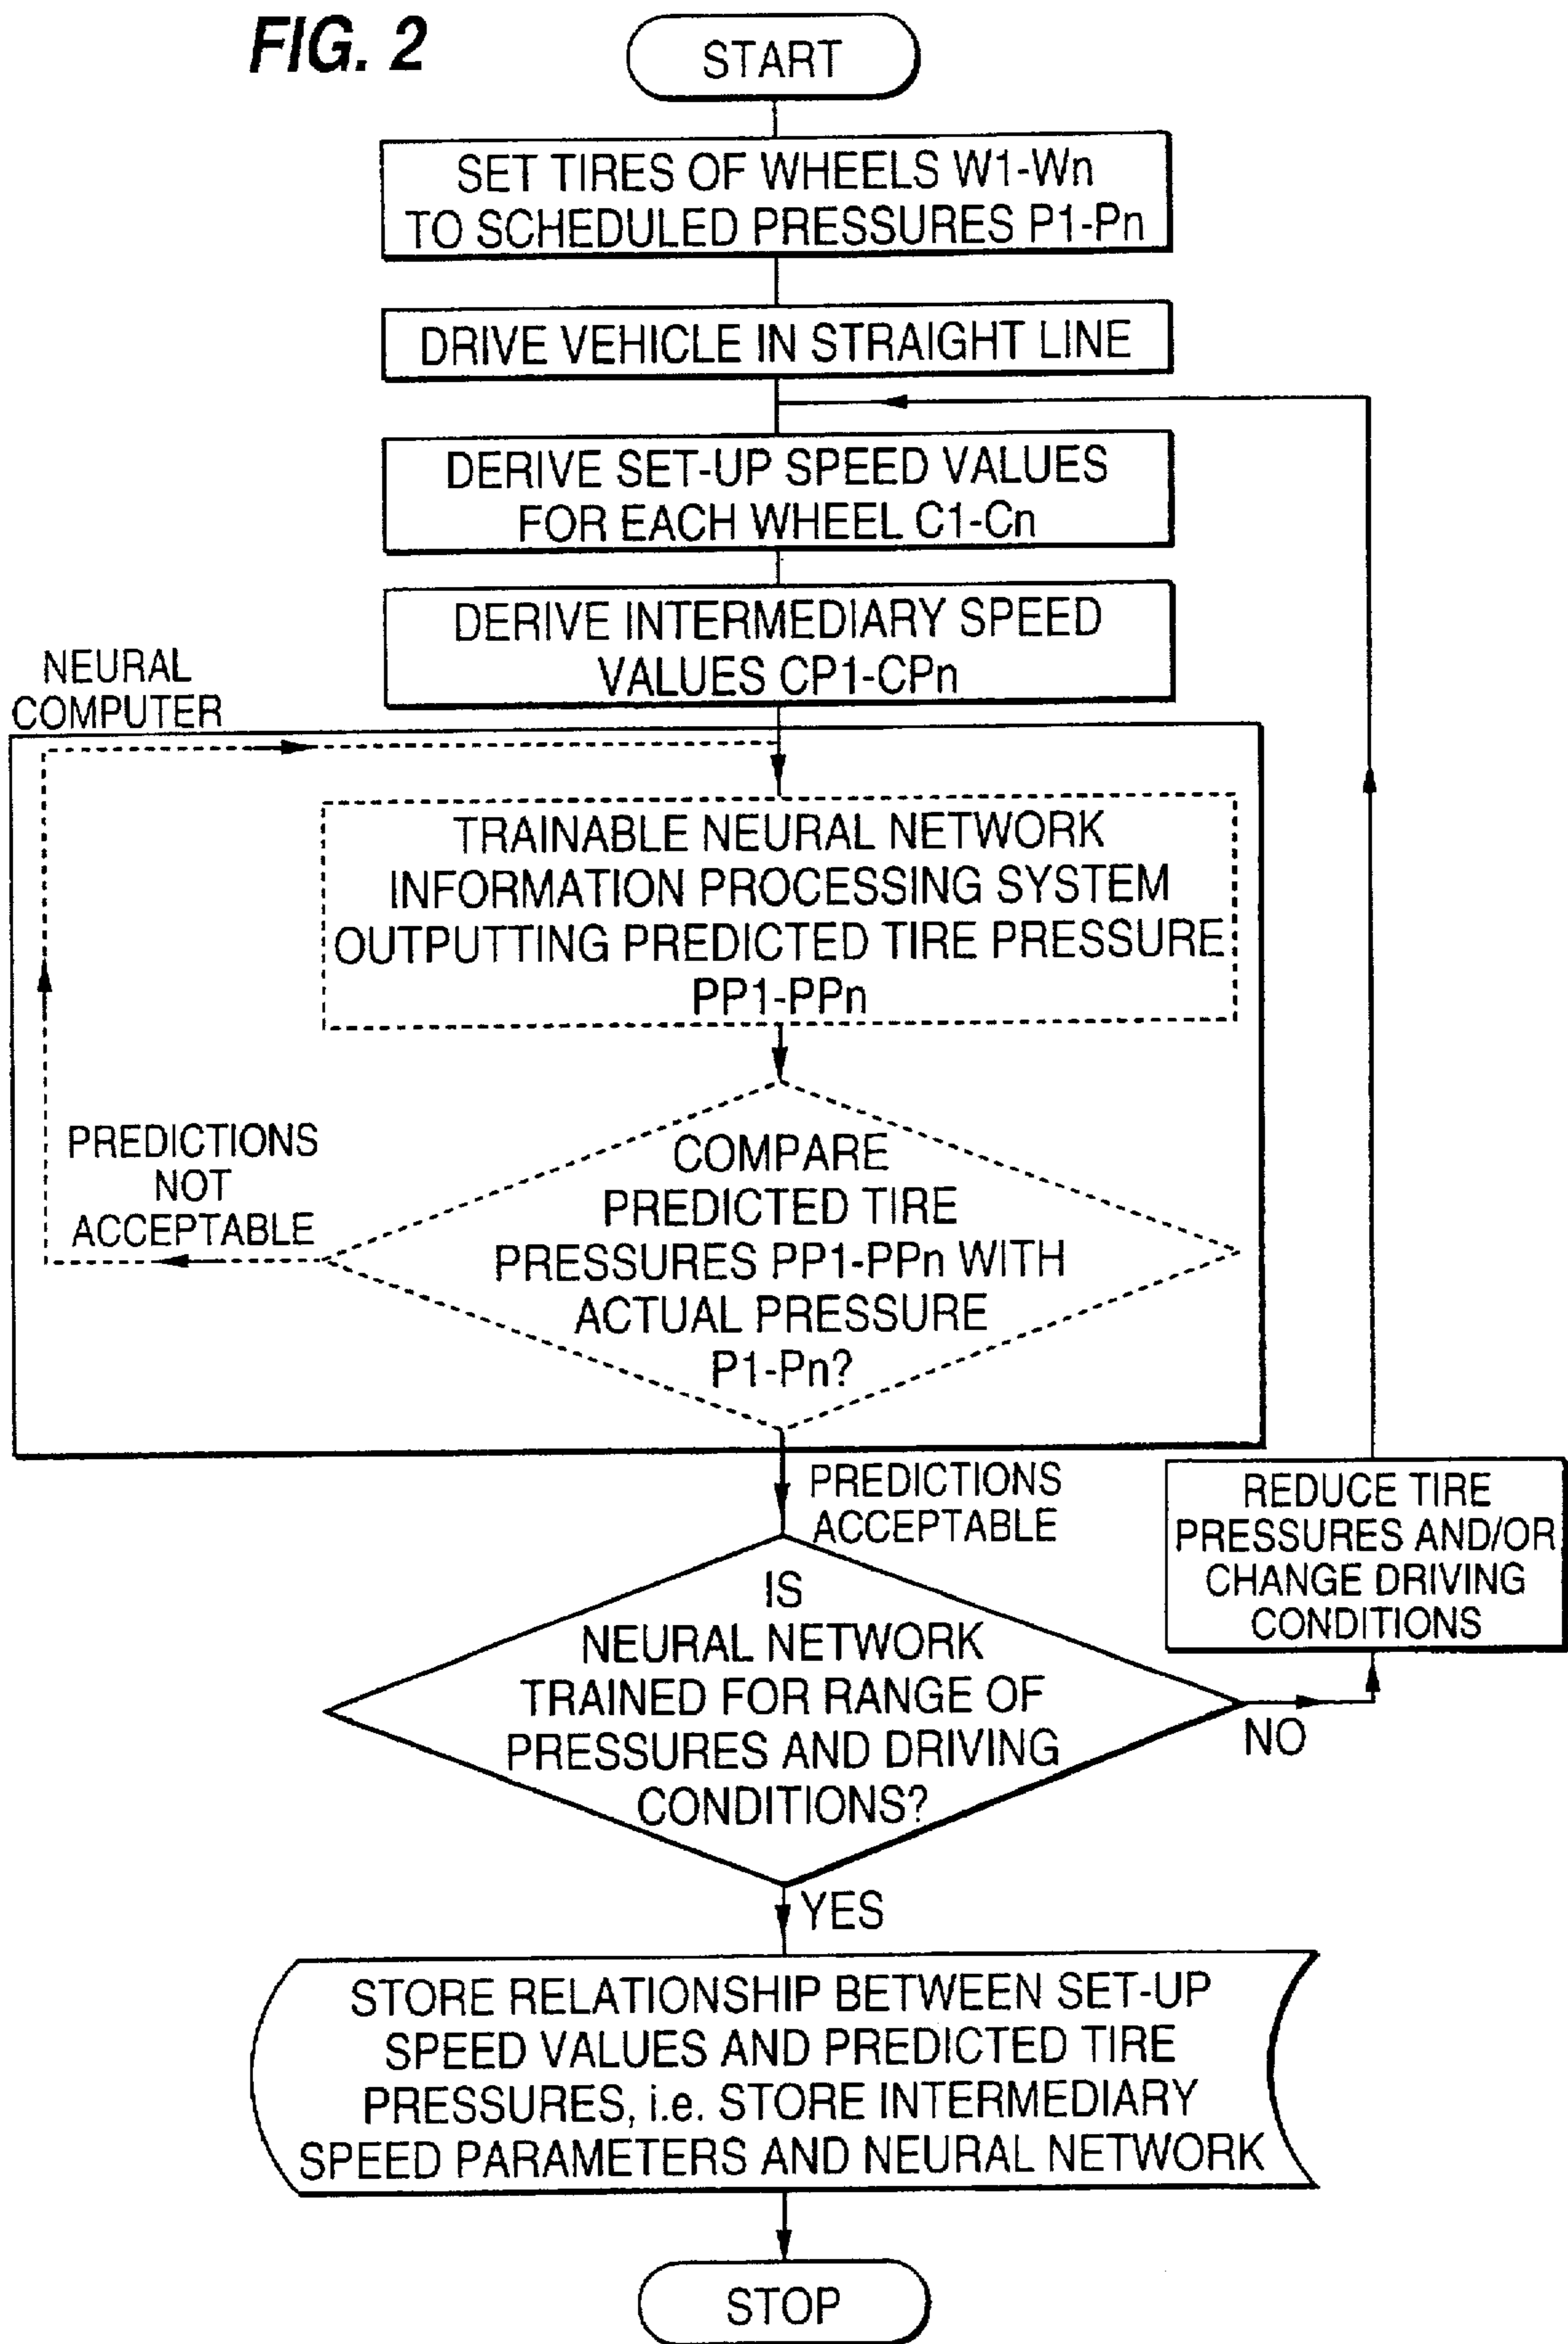 FIG. 2
START
SET TIRES OF WHEELS W1-Wn
TO SCHEDULED PRESSURES P1-Pn
DRIVE VEHICLE IN STRAIGHT LINE
DERIVE SET-UP SPEED VALUES
FOR EACH WHEEL C1-Cn
DERIVE INTERMEDIARY SPEED
VALUES CP1-CPn
NEURAL
COMPUTER
TRAINABLE NEURAL NETWORK
INFORMATION PROCESSING SYSTEM
OUTPUTTING PREDICTED TIRE PRESSURE
PP1-PPn
COMPARE
PREDICTED TIRE
PRESSURES PP1-PPn WITH
ACTUAL PRESSURE
P1-Pn?
PREDICTIONS
NOT
ACCEPTABLE
PREDICTIONS
ACCEPTABLE
REDUCE TIRE
PRESSURES AND/OR
CHANGE DRIVING
CONDITIONS
IS
NEURAL NETWORK
TRAINED FOR RANGE OF
PRESSURES AND DRIVING
CONDITIONS?
NO
YES
STORE RELATIONSHIP BETWEEN SET-UP
SPEED VALUES AND PREDICTED TIRE
PRESSURES, i.e. STORE INTERMEDIARY
SPEED PARAMETERS AND NEURAL NETWORK
STOP